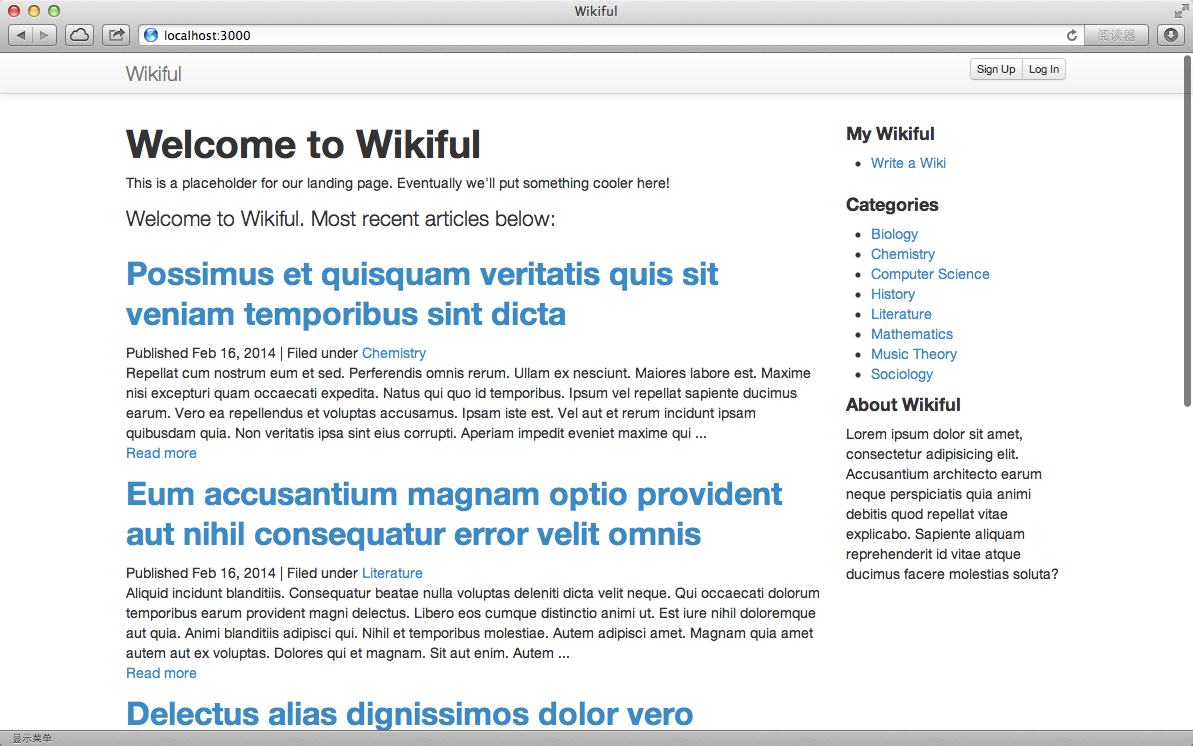 Wikiful
localhost:3000
阅读器
Wikiful
Sign Up
Log In
Welcome to Wikiful
This is a placeholder for our landing page. Eventually we'll put something cooler here!
Welcome to Wikiful. Most recent articles below:
Possimus et quisquam veritatis quis sit
veniam temporibus sint dicta
Published Feb 16, 2014 | Filed under Chemistry
Repellat cum nostrum eum et sed. Perferendis omnis rerum. Ullam ex nesciunt. Maiores labore est. Maxime
nisi excepturi quam occaecati expedita. Natus qui quo id temporibus. Ipsum vel repellat sapiente ducimus
earum. Vero ea repellendus et voluptas accusamus. Ipsam iste est. Vel aut et rerum incidunt ipsam
quibusdam quia. Non veritatis ipsa sint eius corrupti. Aperiam impedit eveniet maxime qui ...
Read more
Eum accusantium magnam optio provident
aut nihil consequatur error velit omnis
Published Feb 16, 2014 | Filed under Literature
Aliquid incidunt blanditiis. Consequatur beatae nulla voluptas deleniti dicta velit neque. Qui occaecati dolorum
temporibus earum provident magni delectus. Libero eos cumque distinctio animi ut. Est iure nihil doloremque
aut quia. Animi blanditiis adipisci qui. Nihil et temporibus molestiae. Autem adipisci amet. Magnam quia amet
autem aut ex voluptas. Dolores qui et magnam. Sit aut enim. Autem ...
Read more
Delectus alias dignissimos dolor vero
My Wikiful
Write a Wiki
Categories
Biology
Chemistry
Computer Science
History
Literature
Mathematics
Music Theory
Sociology
About Wikiful
Lorem ipsum dolor sit amet,
consectetur adipisicing elit.
Accusantium architecto earum
neque perspiciatis quia animi
debitis quod repellat vitae
explicabo. Sapiente aliquam
reprehenderit id vitae atque
ducimus facere molestias soluta?
显示菜单